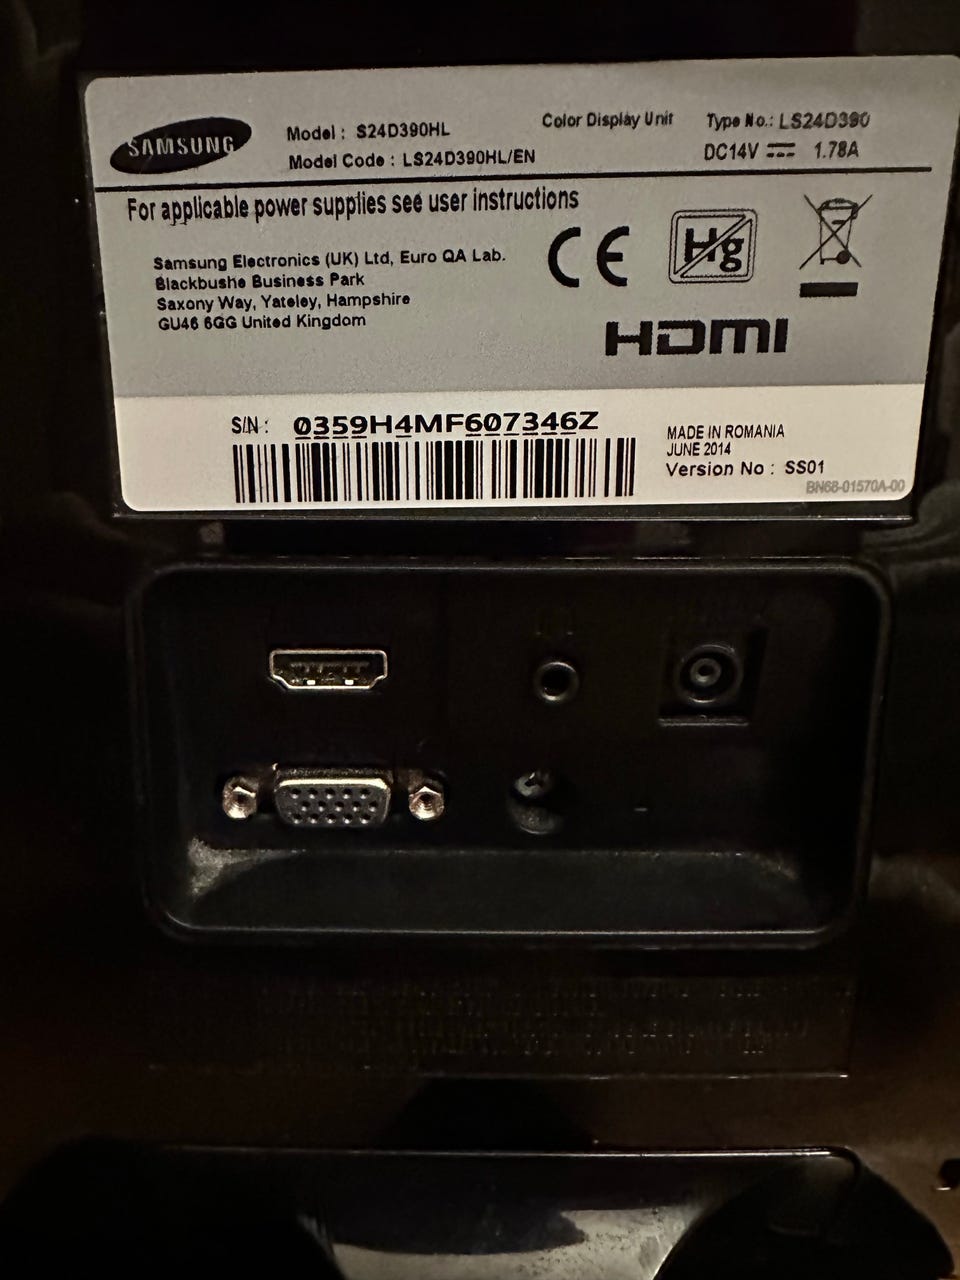 SAMSUNG
Model : S24D390HL
Model Code : LS24D390HL/EN
Color Display Unit
Type No.: LS24D390
DC14V 1.78A
For applicable power supplies see user instructions
Samsung Electronics (UK) Ltd, Euro QA Lab.
Blackbushe Business Park
Saxony Way, Yateley, Hampshire
GU46 6GG United Kingdom
CE
Hg
HDMI
S/N : 0359H4MF607346Z
MADE IN ROMANIA
JUNE 2014
Version No : SS01
BN68-01570A-00